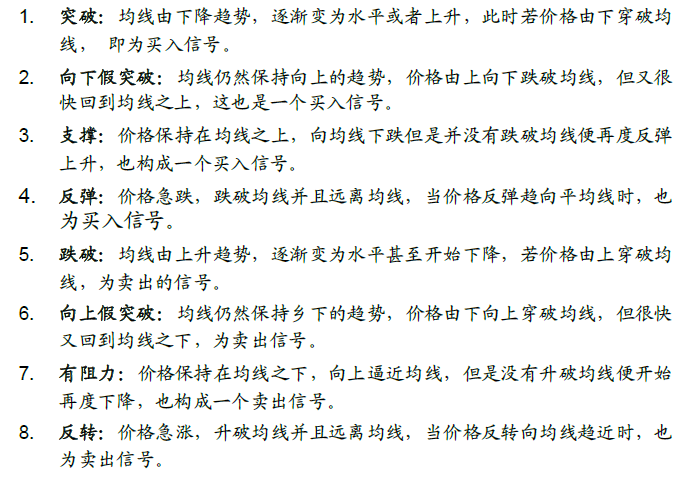 1. 突破：均线由下降趋势，逐渐变为水平或者上升，此时若价格由下穿破均
线， 即为买入信号。
2. 向下假突破：均线仍然保持向上的趋势，价格由上向下跌破均线，但又很
快回到均线之上，这也是一个买入信号。
3. 支撑：价格保持在均线之上，向均线下跌但是并没有跌破均线便再度反弹
上升，也构成一个买入信号。
4. 反弹：价格急跌，跌破均线并且远离均线，当价格反弹趋向平均线时，也
为买入信号。
5. 跌破：均线由上升趋势，逐渐变为水平甚至开始下降，若价格由上穿破均
线，为卖出的信号。
6. 向上假突破：均线仍然保持乡下的趋势，价格由下向上穿破均线，但很快
又回到均线之下，为卖出信号。
7. 有阻力：价格保持在均线之下，向上逼近均线，但是没有升破均线便开始
再度下降，也构成一个卖出信号。
8. 反转：价格急涨，升破均线并且远离均线，当价格反转向均线趋近时，也
为卖出信号。